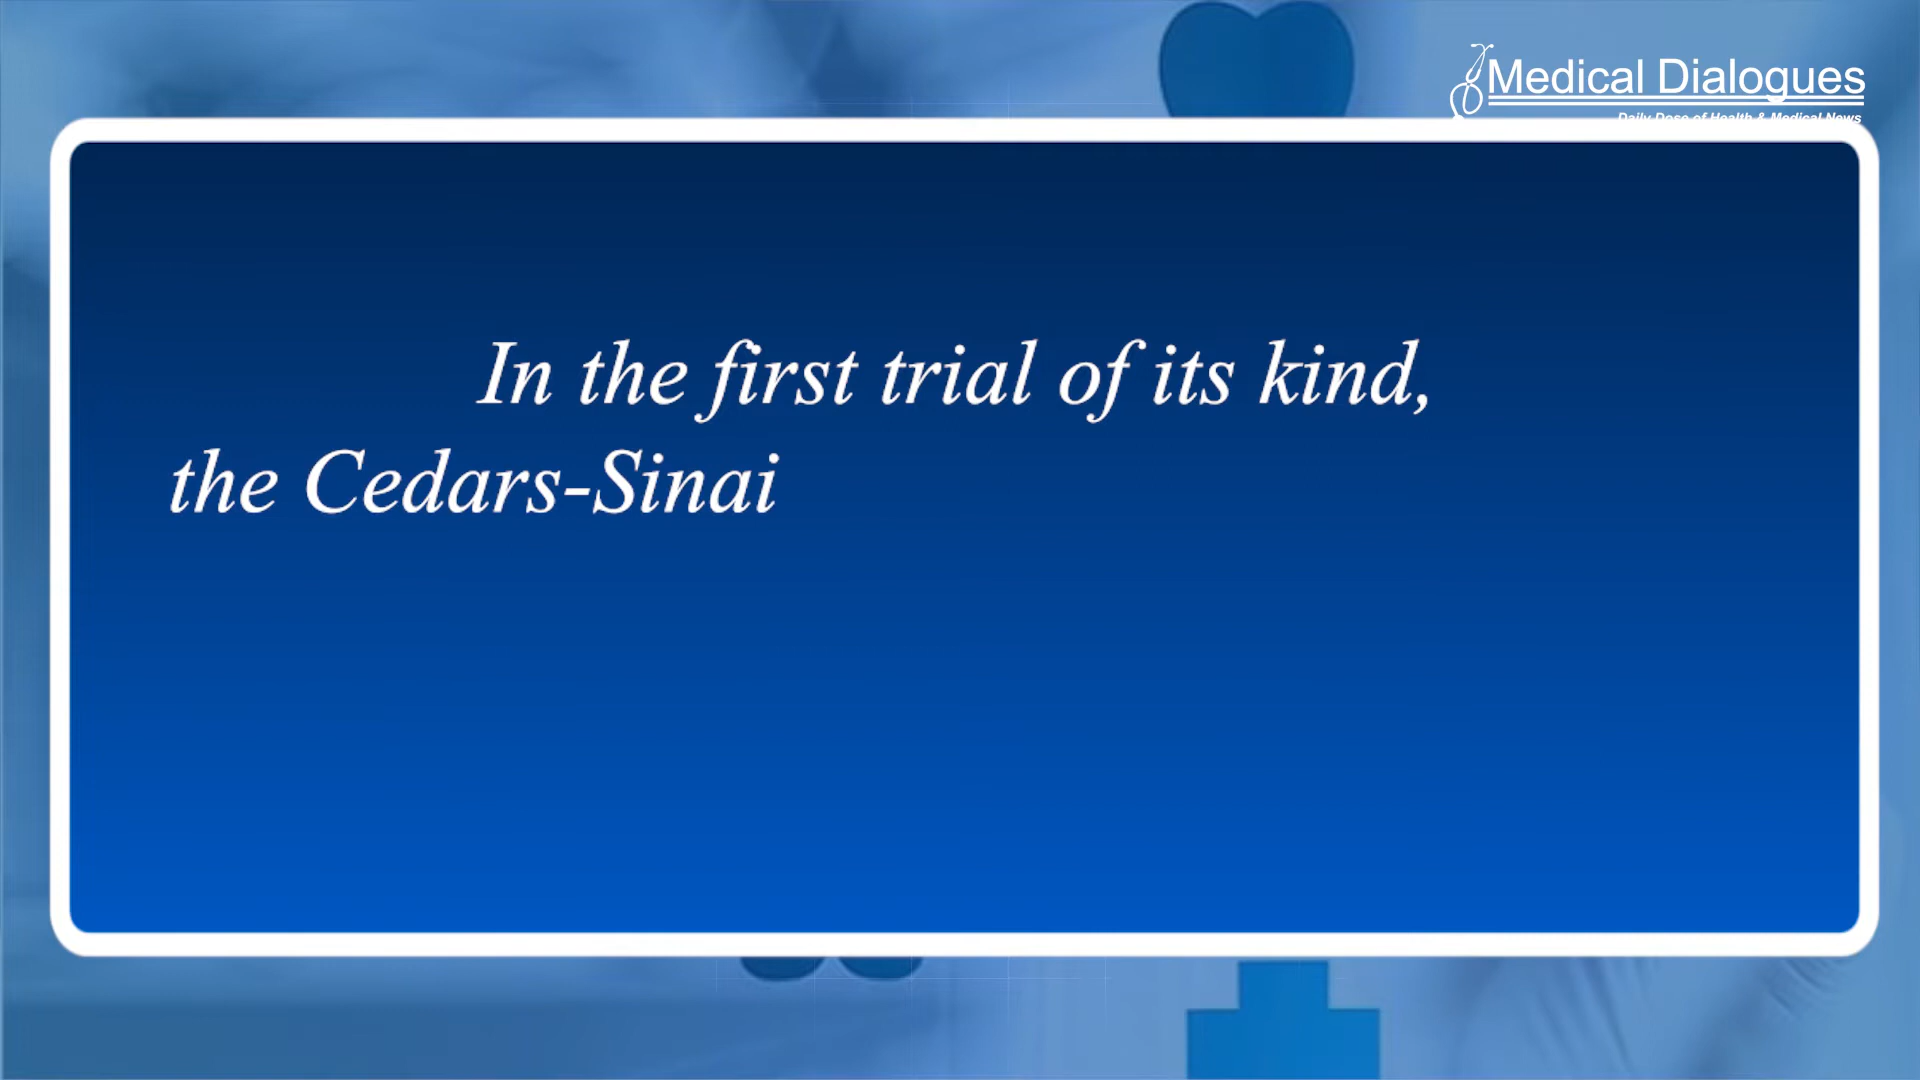 Medical Dialogues
Daily Dose of Health & Medical News
In the first trial of its kind,
the Cedars-Sinai